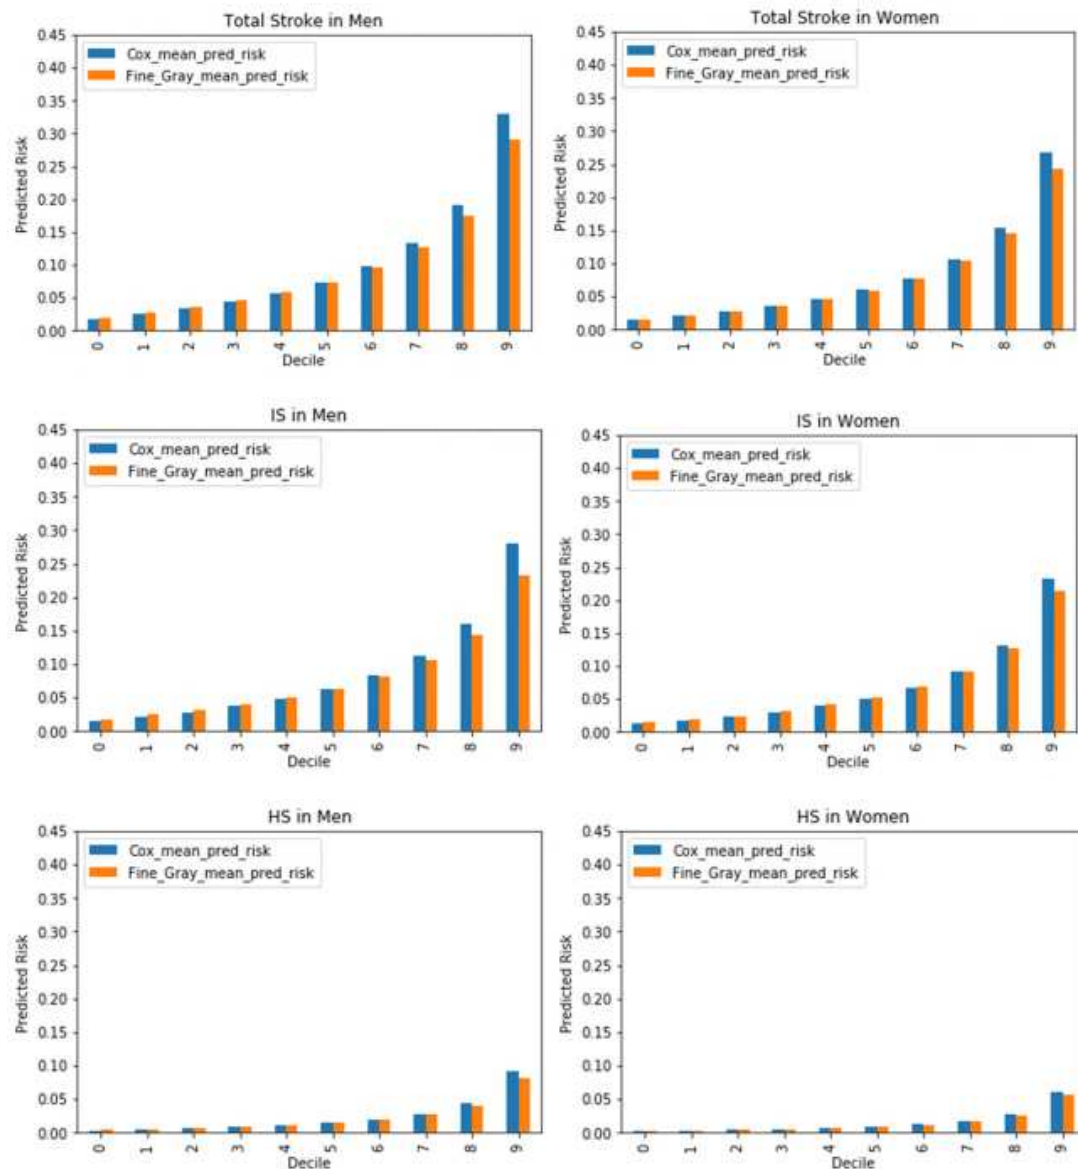 Total Stroke in Men
Cox_mean_pred_risk
Fine_Gray_mean_pred_risk
Predicted Risk
0.45
0.40
0.35
0.30
0.25
0.20
0.15
0.10
0.05
0.00
0 1 2 3 4 5 6 7 8 9
Decile
Total Stroke in Women
Cox_mean_pred_risk
Fine_Gray_mean_pred_risk
Predicted Risk
0.45
0.40
0.35
0.30
0.25
0.20
0.15
0.10
0.05
0.00
0 1 2 3 4 5 6 7 8 9
Decile
IS in Men
Cox_mean_pred_risk
Fine_Gray_mean_pred_risk
Predicted Risk
0.45
0.40
0.35
0.30
0.25
0.20
0.15
0.10
0.05
0.00
0 1 2 3 4 5 6 7 8 9
Decile
IS in Women
Cox_mean_pred_risk
Fine_Gray_mean_pred_risk
Predicted Risk
0.45
0.40
0.35
0.30
0.25
0.20
0.15
0.10
0.05
0.00
0 1 2 3 4 5 6 7 8 9
Decile
HS in Men
Cox_mean_pred_risk
Fine_Gray_mean_pred_risk
Predicted Risk
0.45
0.40
0.35
0.30
0.25
0.20
0.15
0.10
0.05
0.00
0 1 2 3 4 5 6 7 8 9
Decile
HS in Women
Cox_mean_pred_risk
Fine_Gray_mean_pred_risk
Predicted Risk
0.45
0.40
0.35
0.30
0.25
0.20
0.15
0.10
0.05
0.00
0 1 2 3 4 5 6 7 8 9
Decile